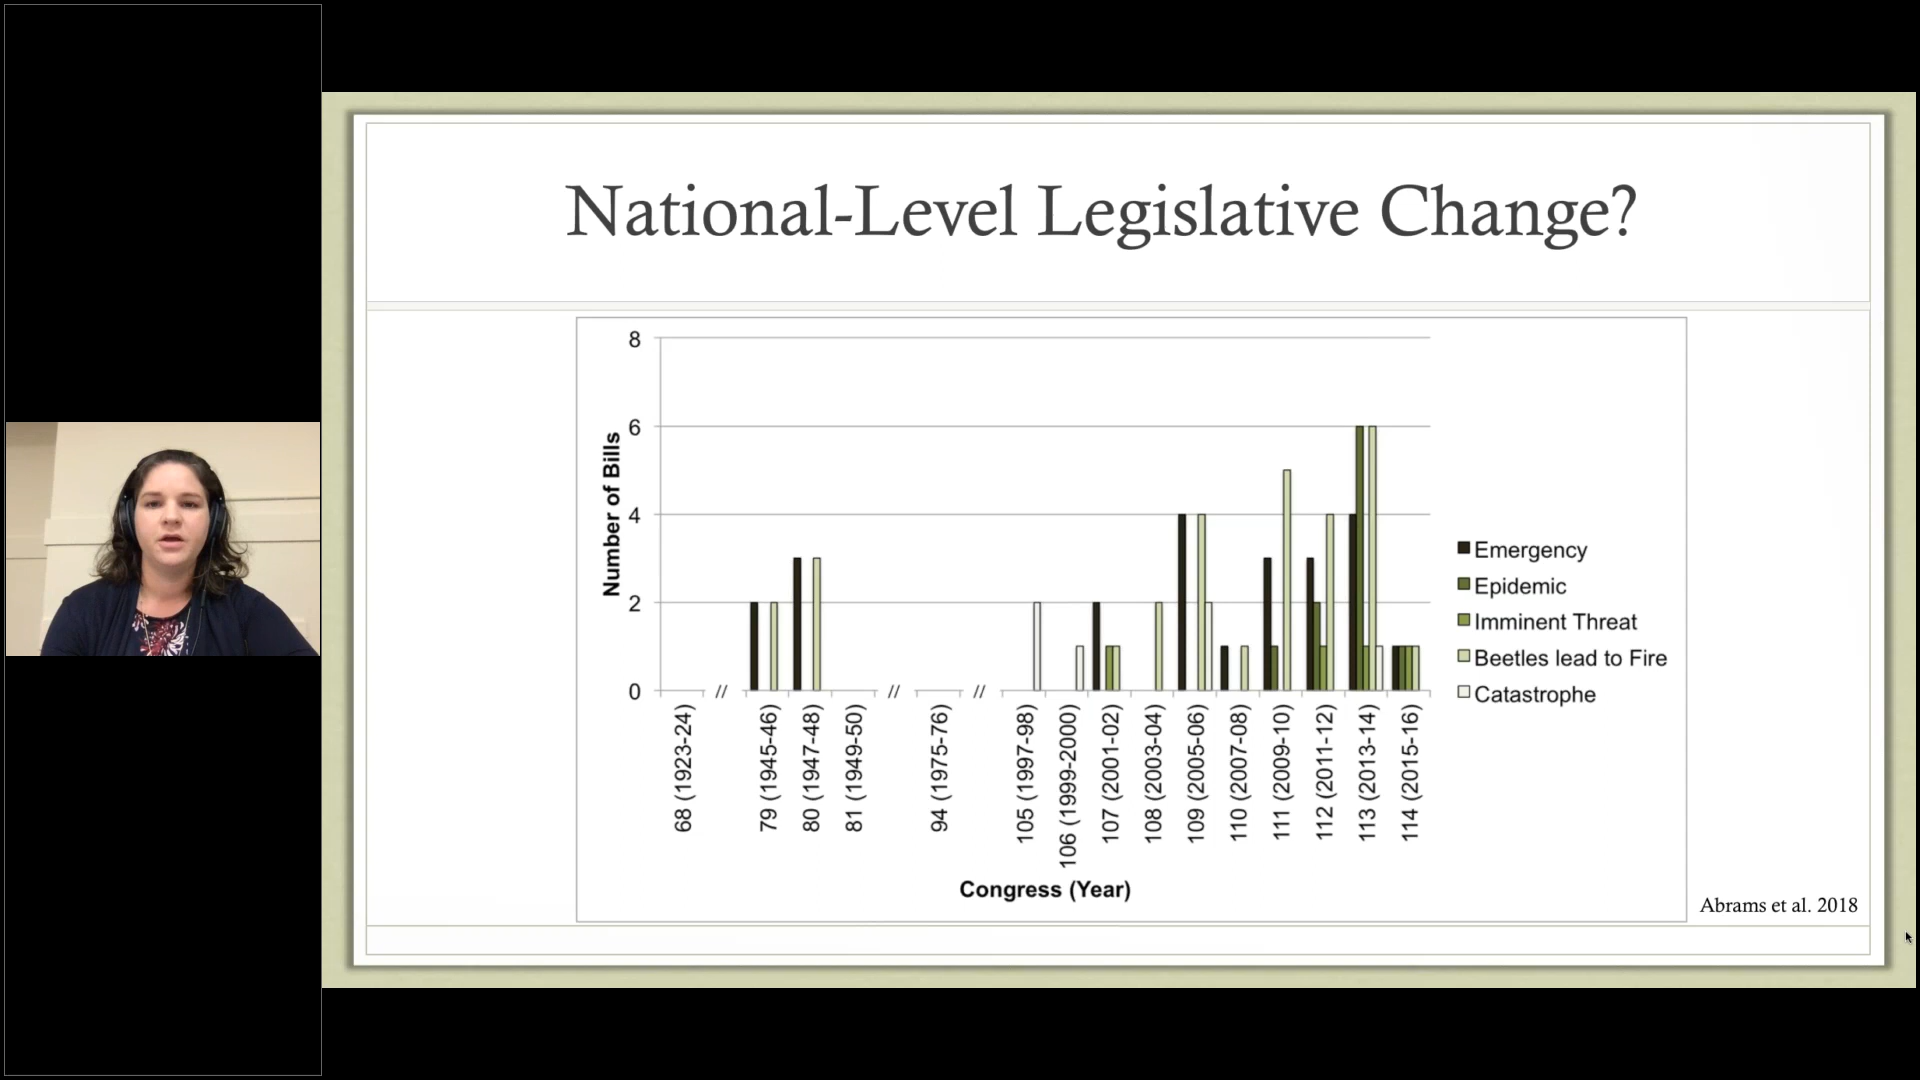 National-Level Legislative Change?
8
6
4
2
0
Number of Bills
// // //
68 (1923-24)
79 (1945-46)
80 (1947-48)
81 (1949-50)
94 (1975-76)
105 (1997-98)
106 (1999-2000)
107 (2001-02)
108 (2003-04)
109 (2005-06)
110 (2007-08)
111 (2009-10)
112 (2011-12)
113 (2013-14)
114 (2015-16)
Congress (Year)
Emergency
Epidemic
Imminent Threat
Beetles lead to Fire
Catastrophe
Abrams et al. 2018